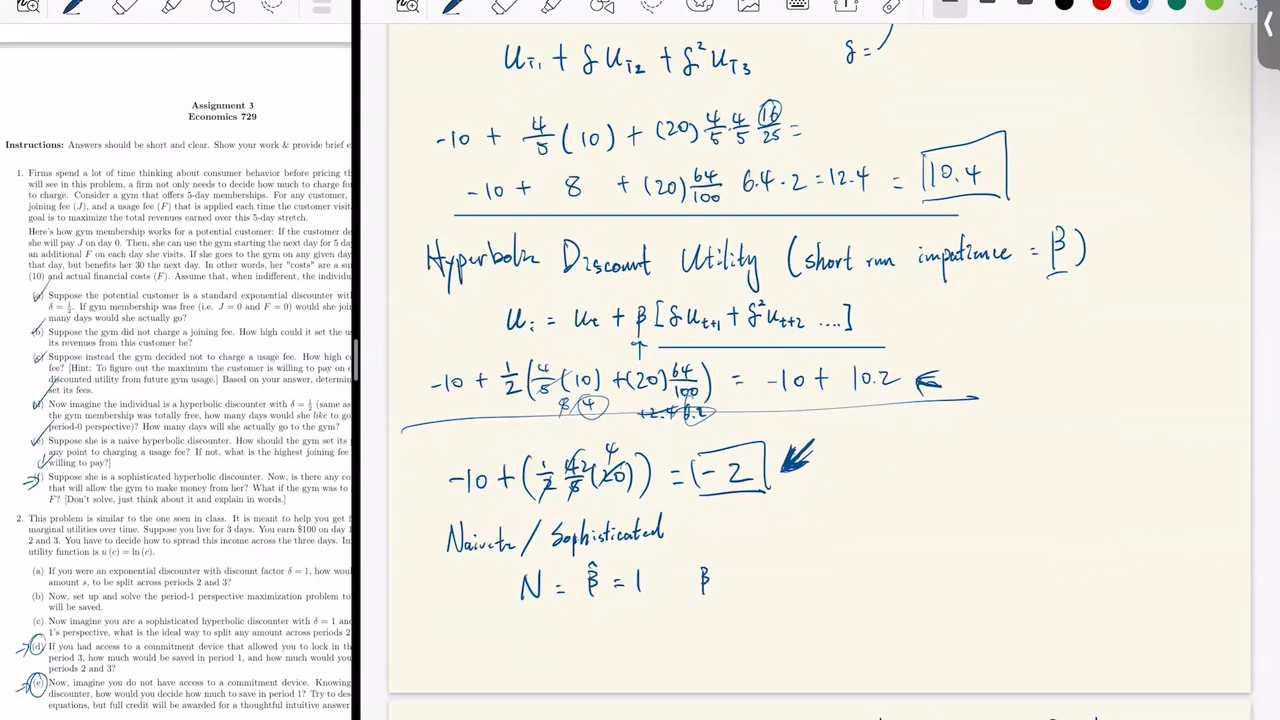 Assignment 3
Economics 729
Instructions: Answers should be short and clear. Show your work & provide brief e
1. Firms spend a lot of time thinking about consumer behavior before pricing th
will see in this problem, a firm not only needs to decide how much to charge for
to charge. Consider a gym that offers 5-day memberships. For any customer,
joining fee (J), and a usage fee (F) that is applied each time the customer visit
goal is to maximize the total revenues earned over this 5-day stretch.
Here's how gym membership works for a potential customer: If the customer de
she will pay J on day 0. Then, she can use the gym starting the next day for 5 da
an additional F on each day she visits. If she goes to the gym on any given day
that day, but benefits her 30 the next day. In other words, her "costs" are a su
(10) and actual financial costs (F). Assume that, when indifferent, the individu
(a) Suppose the potential customer is a standard exponential discounter wit
δ = 1/2. If gym membership was free (i.e. J = 0 and F = 0) would she joi
many days would she actually go?
(b) Suppose the gym did not charge a joining fee. How high could it set the us
its revenues from this customer be?
(c) Suppose instead the gym decided not to charge a usage fee. How high co
fee? [Hint: To figure out the maximum the customer is willing to pay on d
discounted utility from future gym usage.] Based on your answer, determin
set its fees.
(d) Now imagine the individual is a hyperbolic discounter with δ = 1/2 (same as
the gym membership was totally free, how many days would she like to go
period-0 perspective)? How many days will she actually go to the gym?
(e) Suppose she is a naive hyperbolic discounter. How should the gym set its
any point to charging a usage fee? If not, what is the highest joining fee
willing to pay?]
(f) Suppose she is a sophisticated hyperbolic discounter. Now, is there any co
that will allow the gym to make money from her? What if the gym was to
F? [Don't solve, just think about it and explain in words.]
2. This problem is similar to the one seen in class. It is meant to help you get f
marginal utilities over time. Suppose you live for 3 days. You earn $100 on day
2 and 3. You have to decide how to spread this income across the three days. In
utility function is u (c) = ln (c).
(a) If you were an exponential discounter with discount factor δ = 1, how wou
amount s, to be split across periods 2 and 3?
(b) Now, set up and solve the period-1 perspective maximization problem to
will be saved.
(c) Now imagine you are a sophisticated hyperbolic discounter with δ = 1 and
1's perspective, what is the ideal way to split any amount across periods 2
(d) If you had access to a commitment device that allowed you to lock in th
period 3, how much would be saved in period 1, and how much would you
periods 2 and 3?
(e) Now, imagine you do not have access to a commitment device. Knowing
discounter, how would you decide how much to save in period 1? Try to des
equations, but full credit will be awarded for a thoughtful intuitive answer
U_T1 + δ U_T2 + δ² U_T3 δ =
-10 + 4/5 (10) + (20) 4/5 · 4/5 16/25 =
-10 + 8 + (20) 64/100 6.4 · 2 = 12.4 = 10.4
Hyperbolic Discount Utility (short run impatience = β)
U_i = U_t + β [δ U_t+1 + δ² U_t+2 ....]
-10 + 1/2 (4/5 (10) + (20) 64/100) = -10 + 10.2
8 4 12.4 6.2
-10 + (1/2 4/5 (20)) = -2
Naivete / Sophisticated
N = β̂ = 1 β